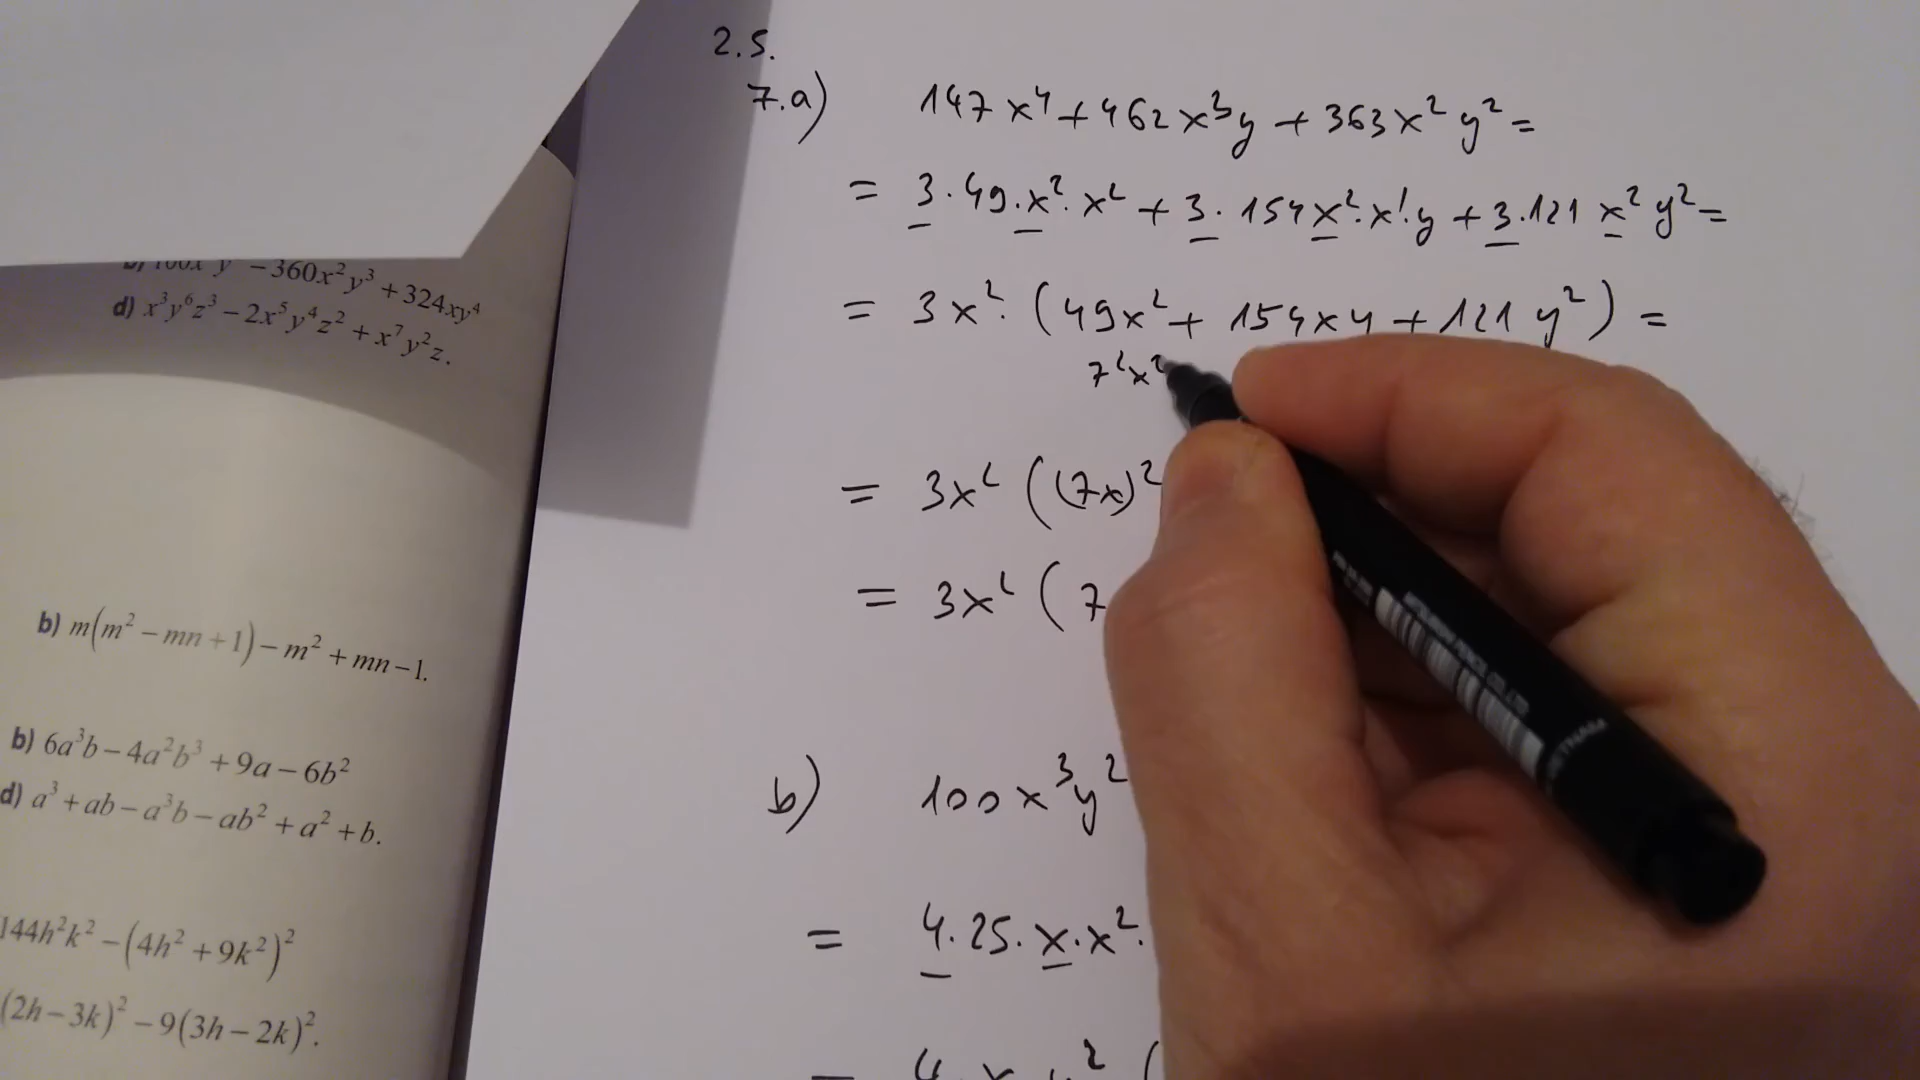 – 360x²y³ + 324xy⁴
d) x³y⁶z³ – 2x⁵y⁴z² + x⁷y²z.
b) m(m² – mn + 1) – m² + mn – 1.
b) 6a³b – 4a²b³ + 9a – 6b²
d) a³ + ab – a³b – ab² + a² + b.
144h²k² – (4h² + 9k²)²
(2h – 3k)² – 9(3h – 2k)².
2.5.
7.a) 147x⁴ + 462x³y + 363x²y² =
= 3·49·x²·x² + 3·154x²·x¹·y + 3·121x²y² =
= 3x²·(49x² + 154xy + 121y²) =
7²x²
= 3x²((7x)²
= 3x²(7
b) 100x³y²
= 4·25·x·x²·